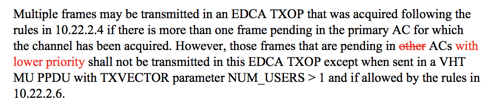 Multiple frames may be transmitted in an EDCA TXOP that was acquired following the
rules in 10.22.2.4 if there is more than one frame pending in the primary AC for which
the channel has been acquired. However, those frames that are pending in other ACs with
lower priority shall not be transmitted in this EDCA TXOP except when sent in a VHT
MU PPDU with TXVECTOR parameter NUM_USERS > 1 and if allowed by the rules in
10.22.2.6.